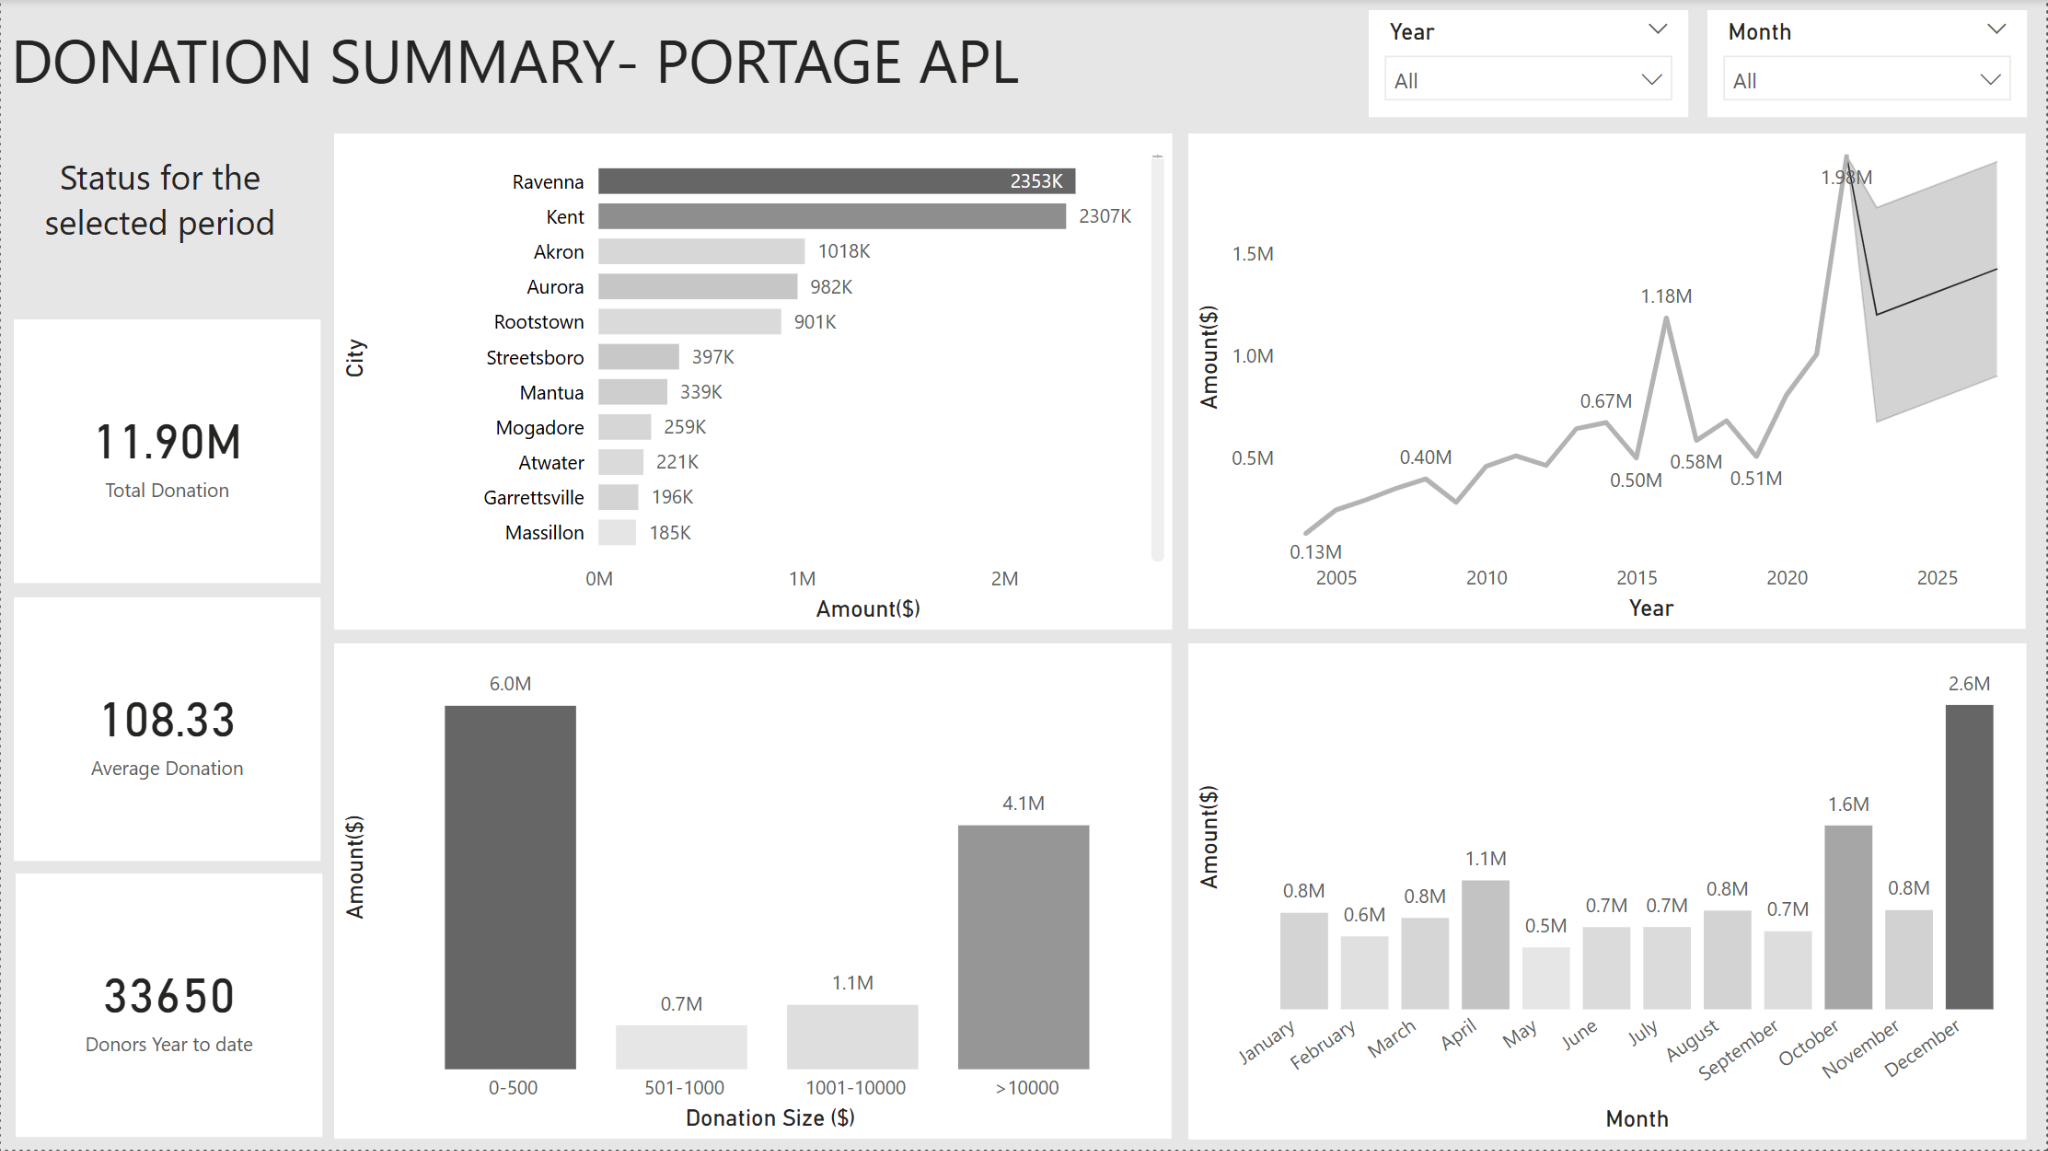 DONATION SUMMARY- PORTAGE APL
Year
All
Month
All
Status for the
selected period
11.90M
Total Donation
108.33
Average Donation
33650
Donors Year to date
City
Ravenna 2353K
Kent 2307K
Akron 1018K
Aurora 982K
Rootstown 901K
Streetsboro 397K
Mantua 339K
Mogadore 259K
Atwater 221K
Garrettsville 196K
Massillon 185K
0M 1M 2M
Amount($)
Amount($)
1.98M
1.5M
1.18M
1.0M
0.67M
0.40M
0.5M
0.58M
0.50M
0.51M
0.13M
2005 2010 2015 2020 2025
Year
Amount($)
6.0M
4.1M
1.1M
0.7M
0-500 501-1000 1001-10000 >10000
Donation Size ($)
Amount($)
0.8M 0.6M 0.8M 1.1M 0.5M 0.7M 0.7M 0.8M 0.7M 1.6M 0.8M 2.6M
January February March April May June July August September October November December
Month